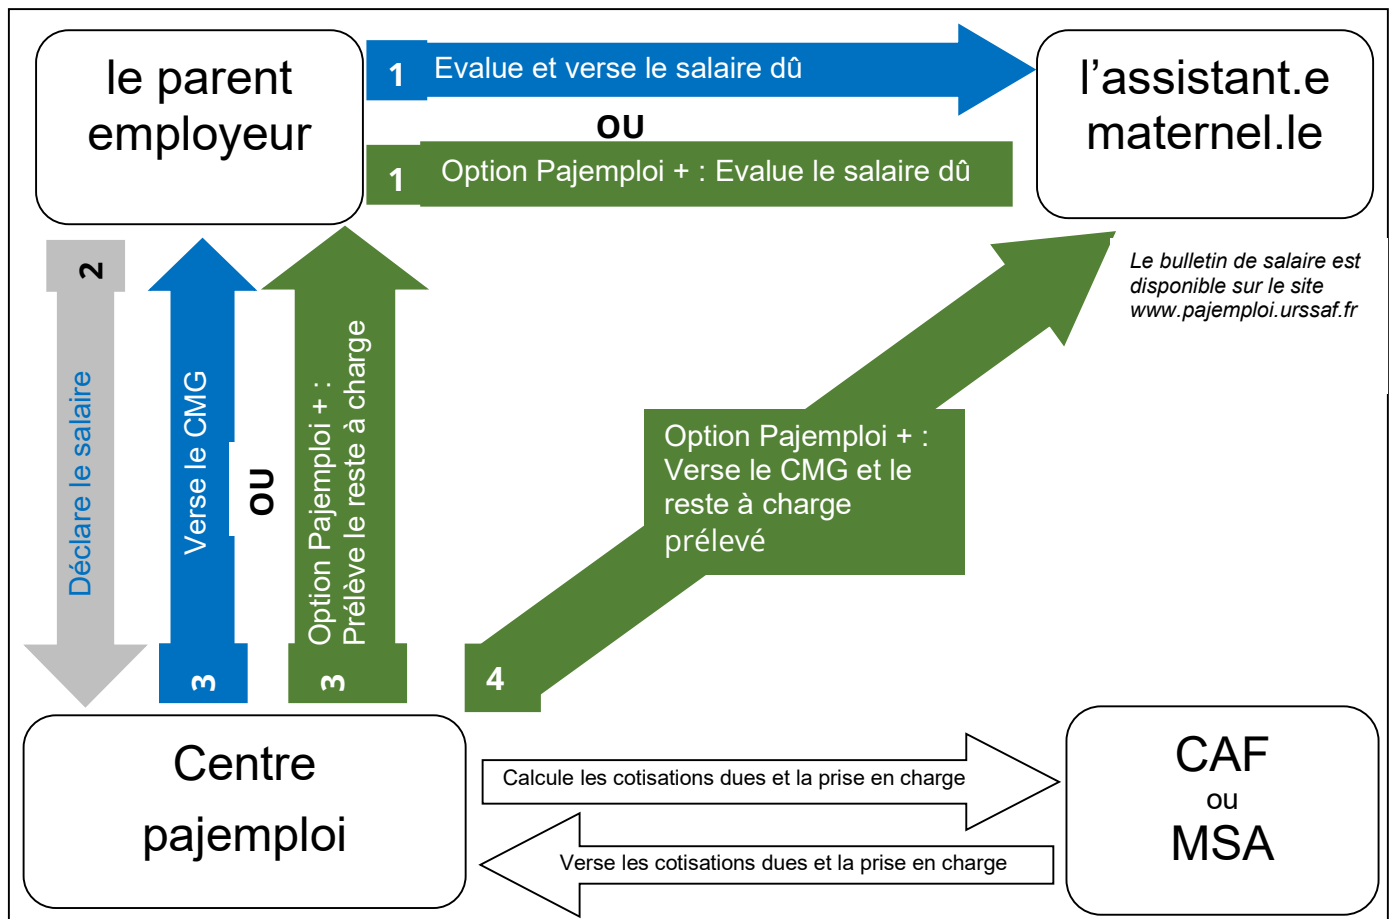 le parent
employeur
1
Evalue et verse le salaire dû
OU
1
Option Pajemploi + : Evalue le salaire dû
l’assistant.e
maternel.le
Le bulletin de salaire est
disponible sur le site
www.pajemploi.urssaf.fr
2
Déclare le salaire
3
Verse le CMG
OU
3
Option Pajemploi + :
Prélève le reste à charge
4
Option Pajemploi + :
Verse le CMG et le
reste à charge
prélevé
Centre
pajemploi
Calcule les cotisations dues et la prise en charge
Verse les cotisations dues et la prise en charge
CAF
ou
MSA